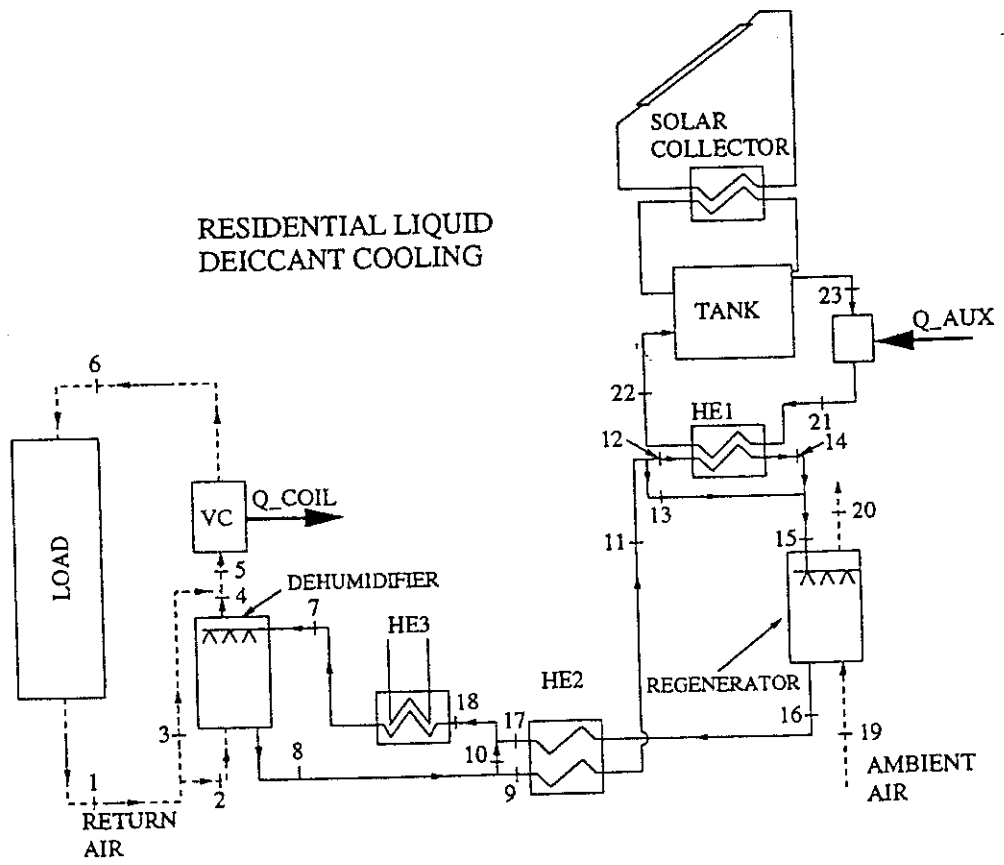 SOLAR
COLLECTOR
RESIDENTIAL LIQUID
DEICCANT COOLING
TANK
23
Q_AUX
6
22
HE1
21
12
14
Q_COIL
VC
13
20
11
15
5
LOAD
4
DEHUMIDIFIER
7
HE3
HE2
REGENERATOR
3
18
17
16
19
8
10
1
2
9
AMBIENT
AIR
RETURN
AIR